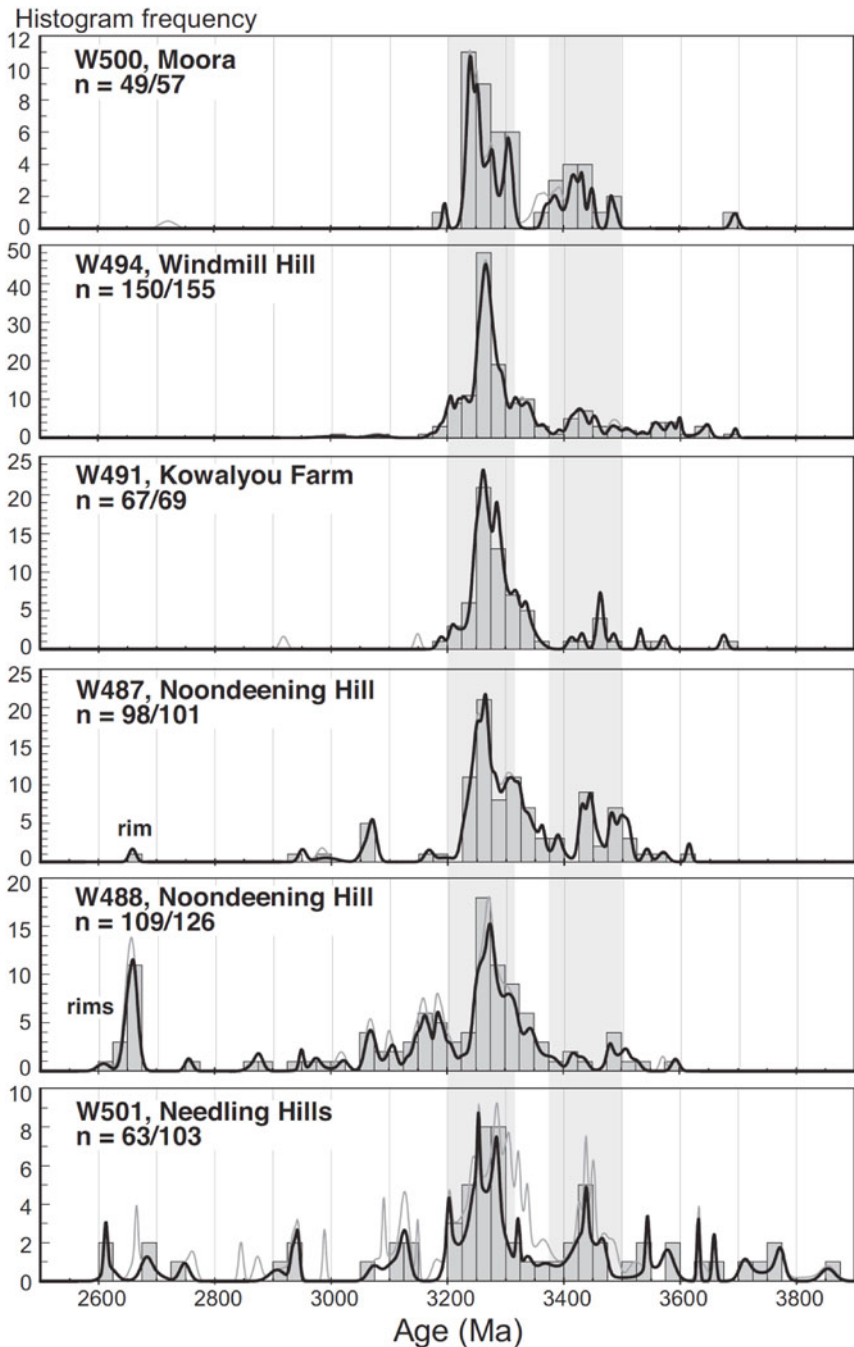 Histogram frequency
12
10
8
6
4
2
0
W500, Moora
n = 49/57
50
40
30
20
10
0
W494, Windmill Hill
n = 150/155
25
20
15
10
5
0
W491, Kowalyou Farm
n = 67/69
25
20
15
10
5
0
W487, Noondeening Hill
n = 98/101
rim
20
15
10
5
0
W488, Noondeening Hill
n = 109/126
rims
10
8
6
4
2
0
W501, Needling Hills
n = 63/103
2600 2800 3000 3200 3400 3600 3800
Age (Ma)